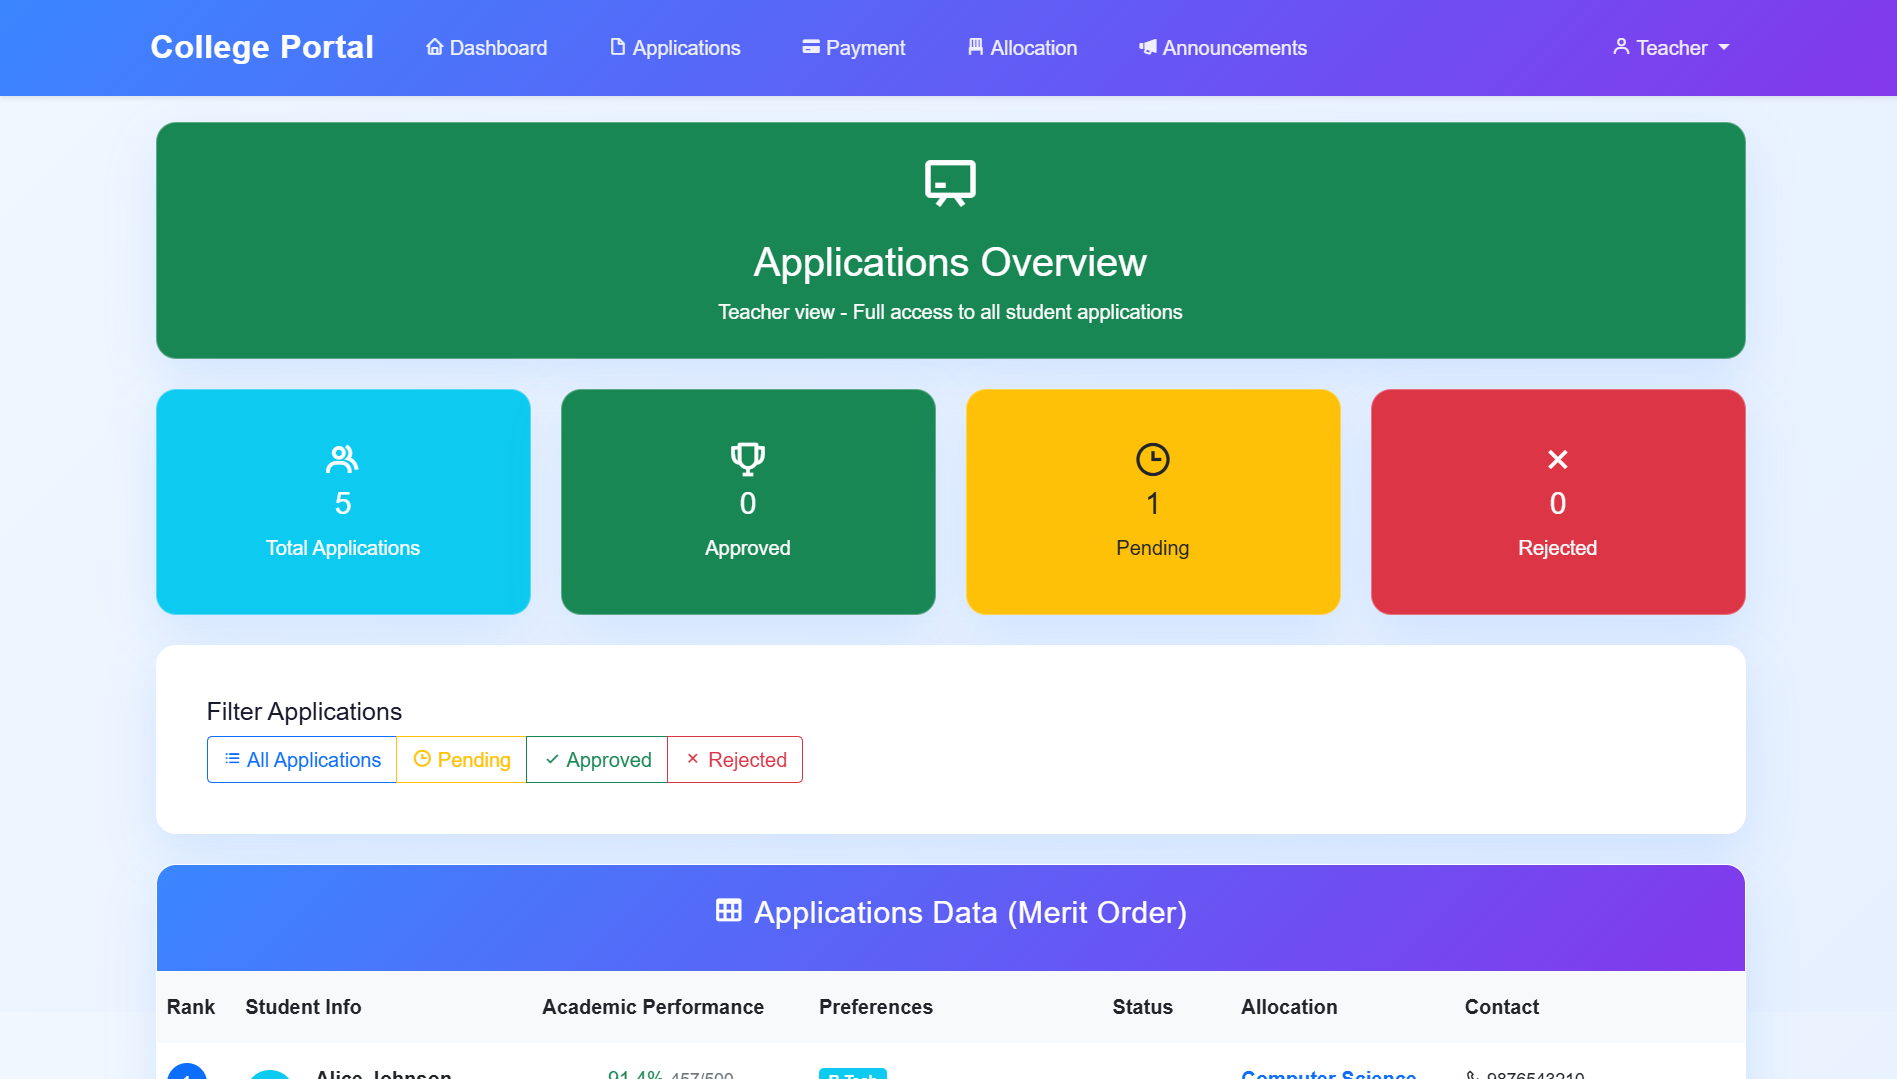 College Portal
Dashboard
Applications
Payment
Allocation
Announcements
Teacher
Applications Overview
Teacher view - Full access to all student applications
5
Total Applications
0
Approved
1
Pending
0
Rejected
Filter Applications
All Applications
Pending
Approved
Rejected
Applications Data (Merit Order)
Rank Student Info Academic Performance Preferences Status Allocation Contact
1 Alice Johnson 91.4% 457/500 B.Tech Computer Science 9876543210